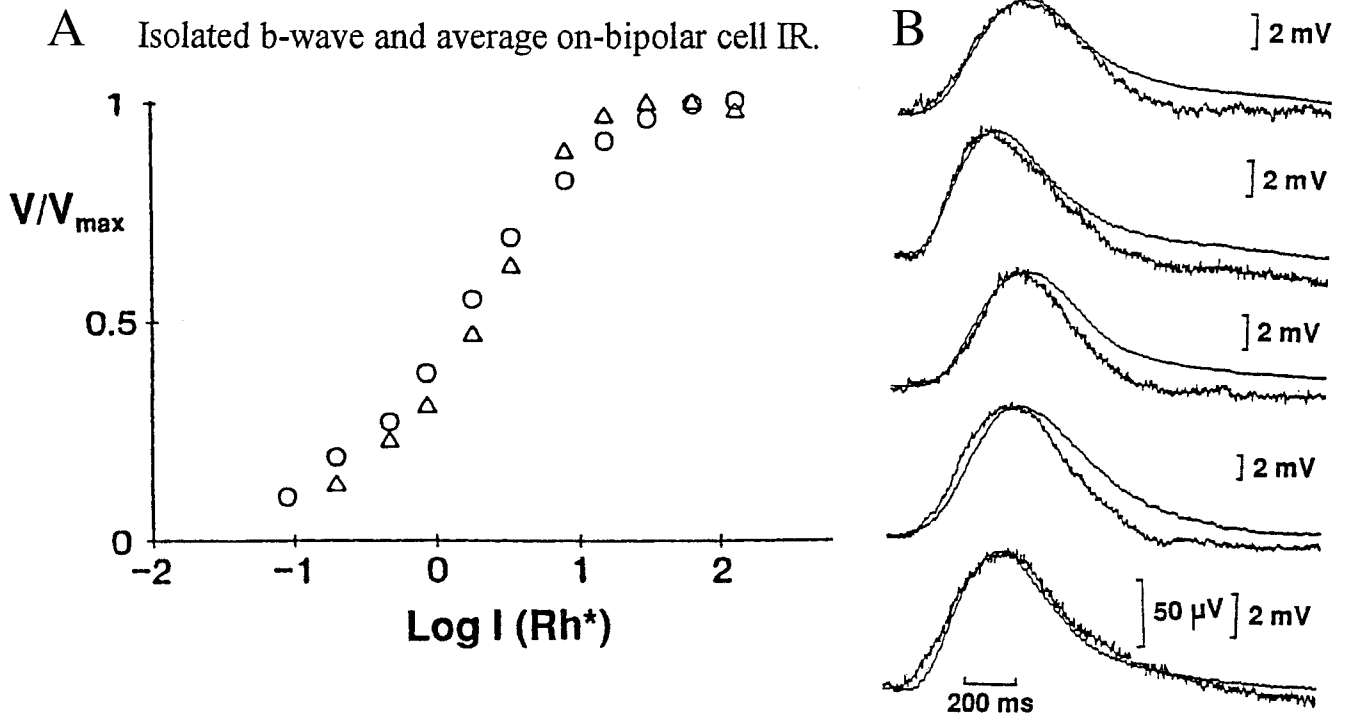 A Isolated b-wave and average on-bipolar cell IR.
1
V/Vmax
0.5
0
−2 −1 0 1 2
Log I (Rh*)
B
2 mV
2 mV
2 mV
2 mV
50 µV 2 mV
200 ms